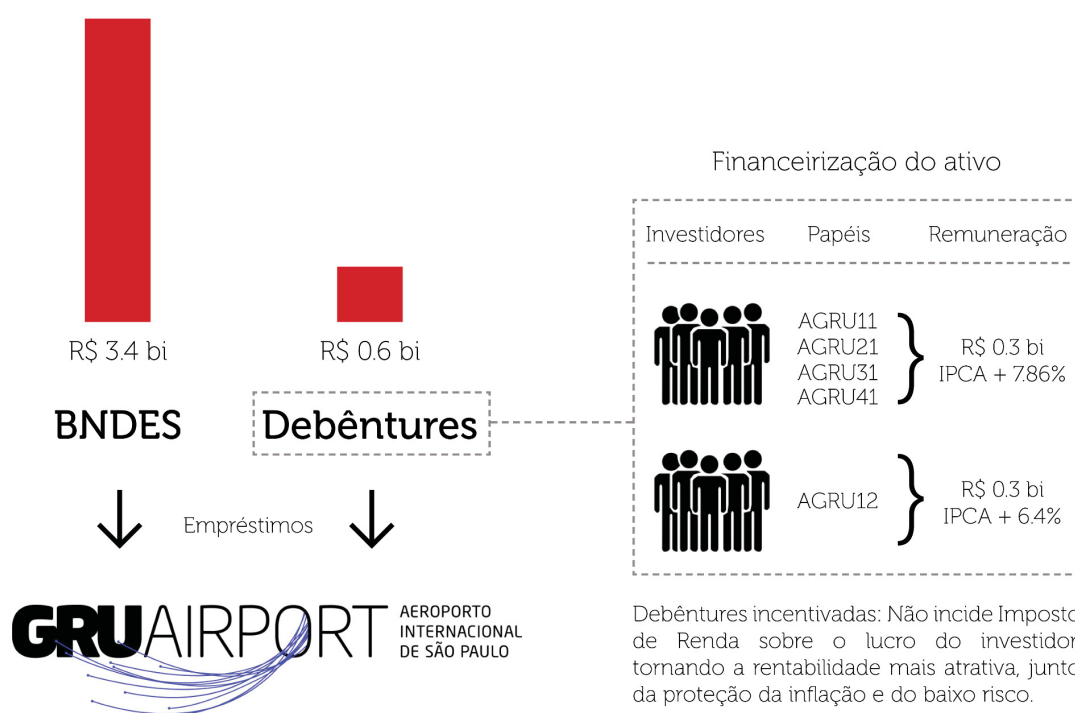 R$ 3.4 bi
R$ 0.6 bi
BNDES
Debêntures
Empréstimos
GRUAIRPORT
AEROPORTO
INTERNACIONAL
DE SÃO PAULO
Financeirização do ativo
Investidores Papéis Remuneração
AGRU11
AGRU21
AGRU31
AGRU41
R$ 0.3 bi
IPCA + 7.86%
AGRU12
R$ 0.3 bi
IPCA + 6.4%
Debêntures incentivadas: Não incide Imposto
de Renda sobre o lucro do investidor
tornando a rentabilidade mais atrativa, junto
da proteção da inflação e do baixo risco.